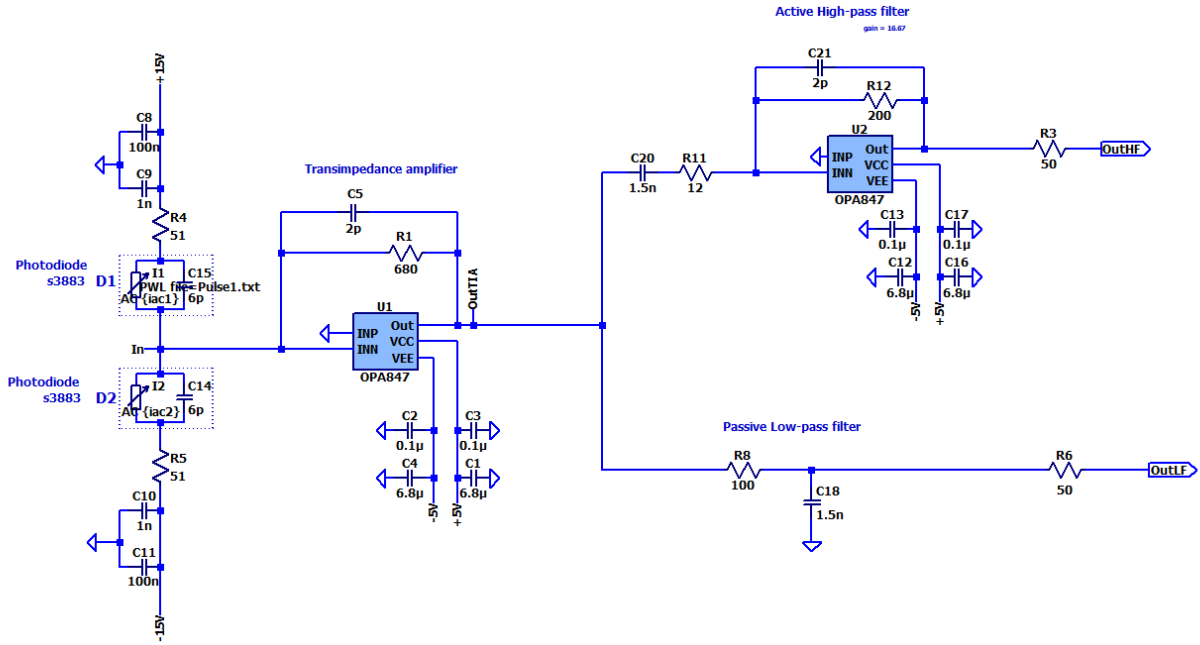 Active High-pass filter
gain = 16.67
+15V
C8
100n
C9
1n
R4
51
Photodiode
s3883
D1
I1
PWL file=Pulse1.txt
AC {iac1}
C15
6p
In
Photodiode
s3883
D2
I2
AC {iac2}
C14
6p
R5
51
C10
1n
C11
100n
-15V
Transimpedance amplifier
C5
2p
R1
680
U1
INP
INN
Out
VCC
VEE
OPA847
OutTIA
C2
0.1µ
C4
6.8µ
C3
0.1µ
C1
6.8µ
-5V
+5V
C20
1.5n
R11
12
C21
2p
R12
200
U2
INP
INN
Out
VCC
VEE
OPA847
R3
50
OutHF
C13
0.1µ
C12
6.8µ
C17
0.1µ
C16
6.8µ
-5V
+5V
Passive Low-pass filter
R8
100
C18
1.5n
R6
50
OutLF